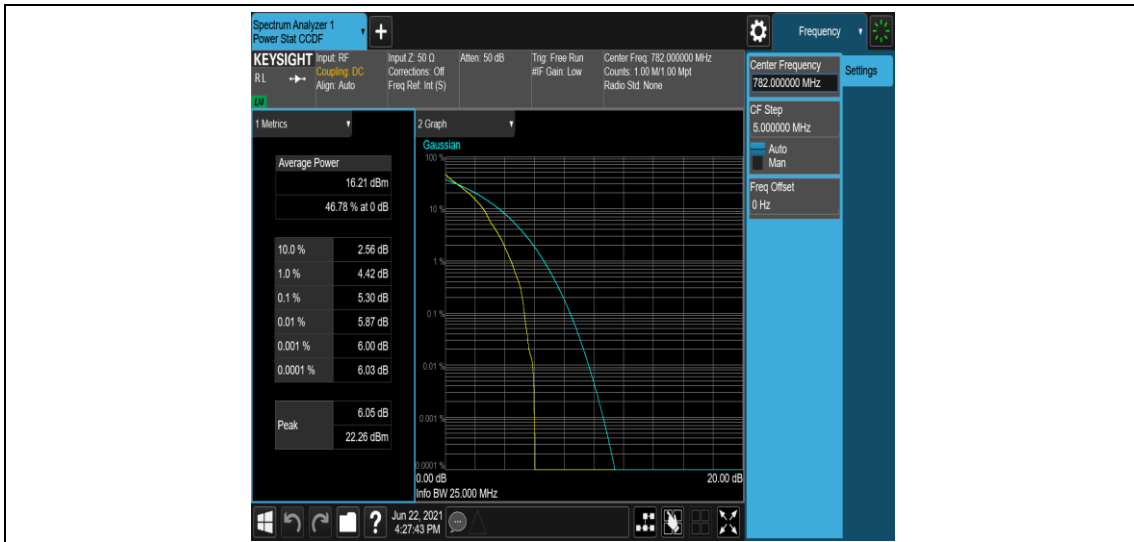 Spectrum Analyzer 1
Power Stat CCDF
+
Frequency
KEYSIGHT
RL
LXI
Input: RF
Coupling: DC
Align: Auto
Input Z: 50 Ω
Corrections: Off
Freq Ref: Int (S)
Atten: 50 dB
Trig: Free Run
#IF Gain: Low
Center Freq: 782.000000 MHz
Counts: 1.00 M/1.00 Mpt
Radio Std: None
Center Frequency
782.000000 MHz
Settings
CF Step
5.000000 MHz
Auto
Man
Freq Offset
0 Hz
1 Metrics
Average Power
16.21 dBm
46.78 % at 0 dB
10.0 % 2.56 dB
1.0 % 4.42 dB
0.1 % 5.30 dB
0.01 % 5.87 dB
0.001 % 6.00 dB
0.0001 % 6.03 dB
Peak
6.05 dB
22.26 dBm
2 Graph
Gaussian
100 %
10 %
1 %
0.1 %
0.01 %
0.001 %
0.0001 %
0.00 dB 20.00 dB
Info BW 25.000 MHz
?
Jun 22, 2021
4:27:43 PM